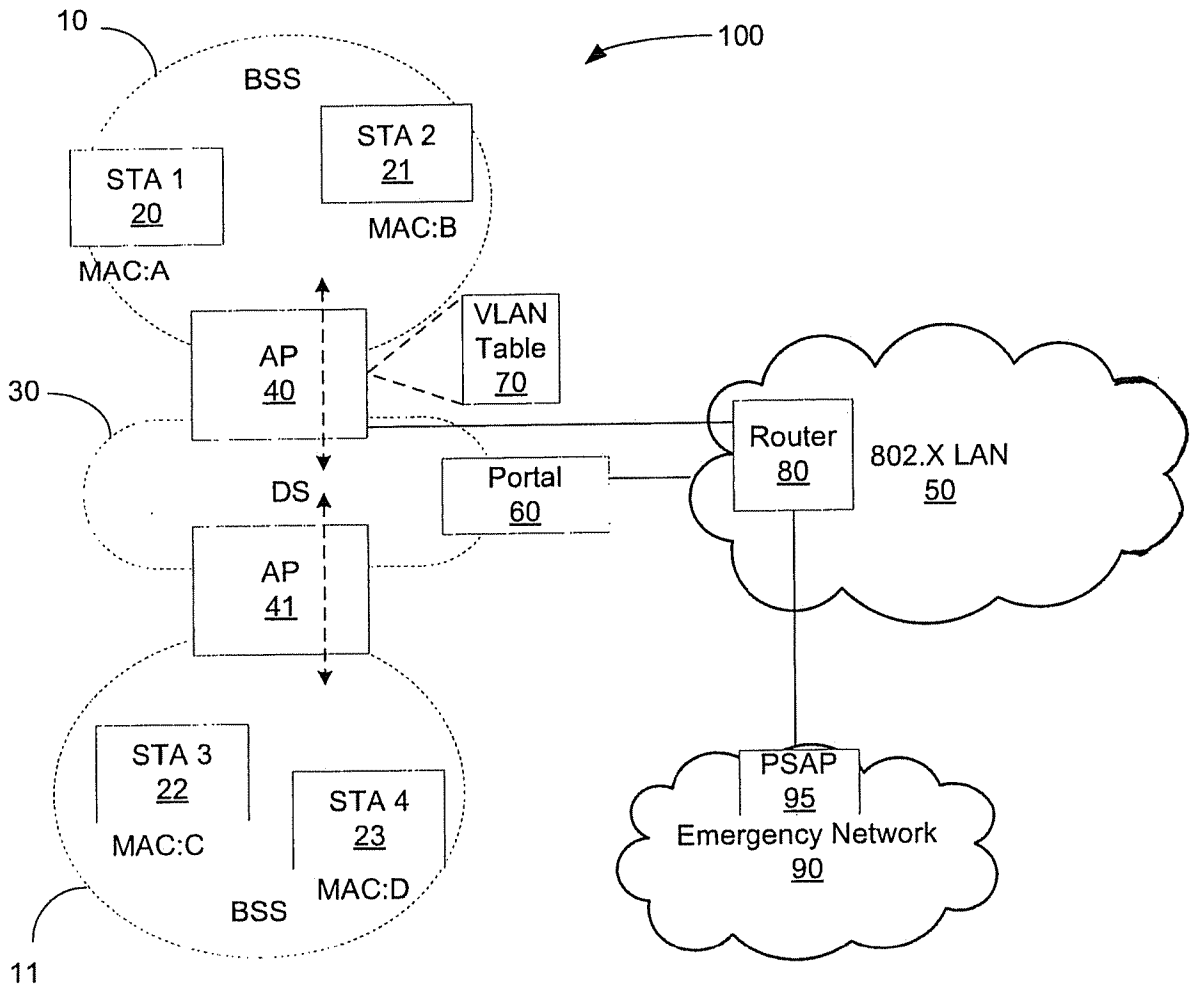 10
100
BSS
STA 1
20
MAC:A
STA 2
21
MAC:B
AP
40
VLAN
Table
70
30
DS
Portal
60
Router
80
802.X LAN
50
AP
41
STA 3
22
MAC:C
STA 4
23
MAC:D
BSS
11
PSAP
95
Emergency Network
90